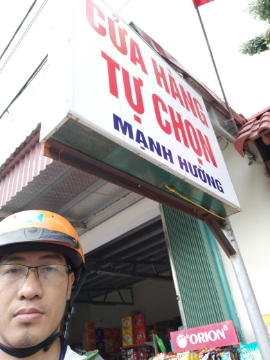 CỬA HÀNG
TỰ CHỌN
MẠNH HƯỜNG
ORION